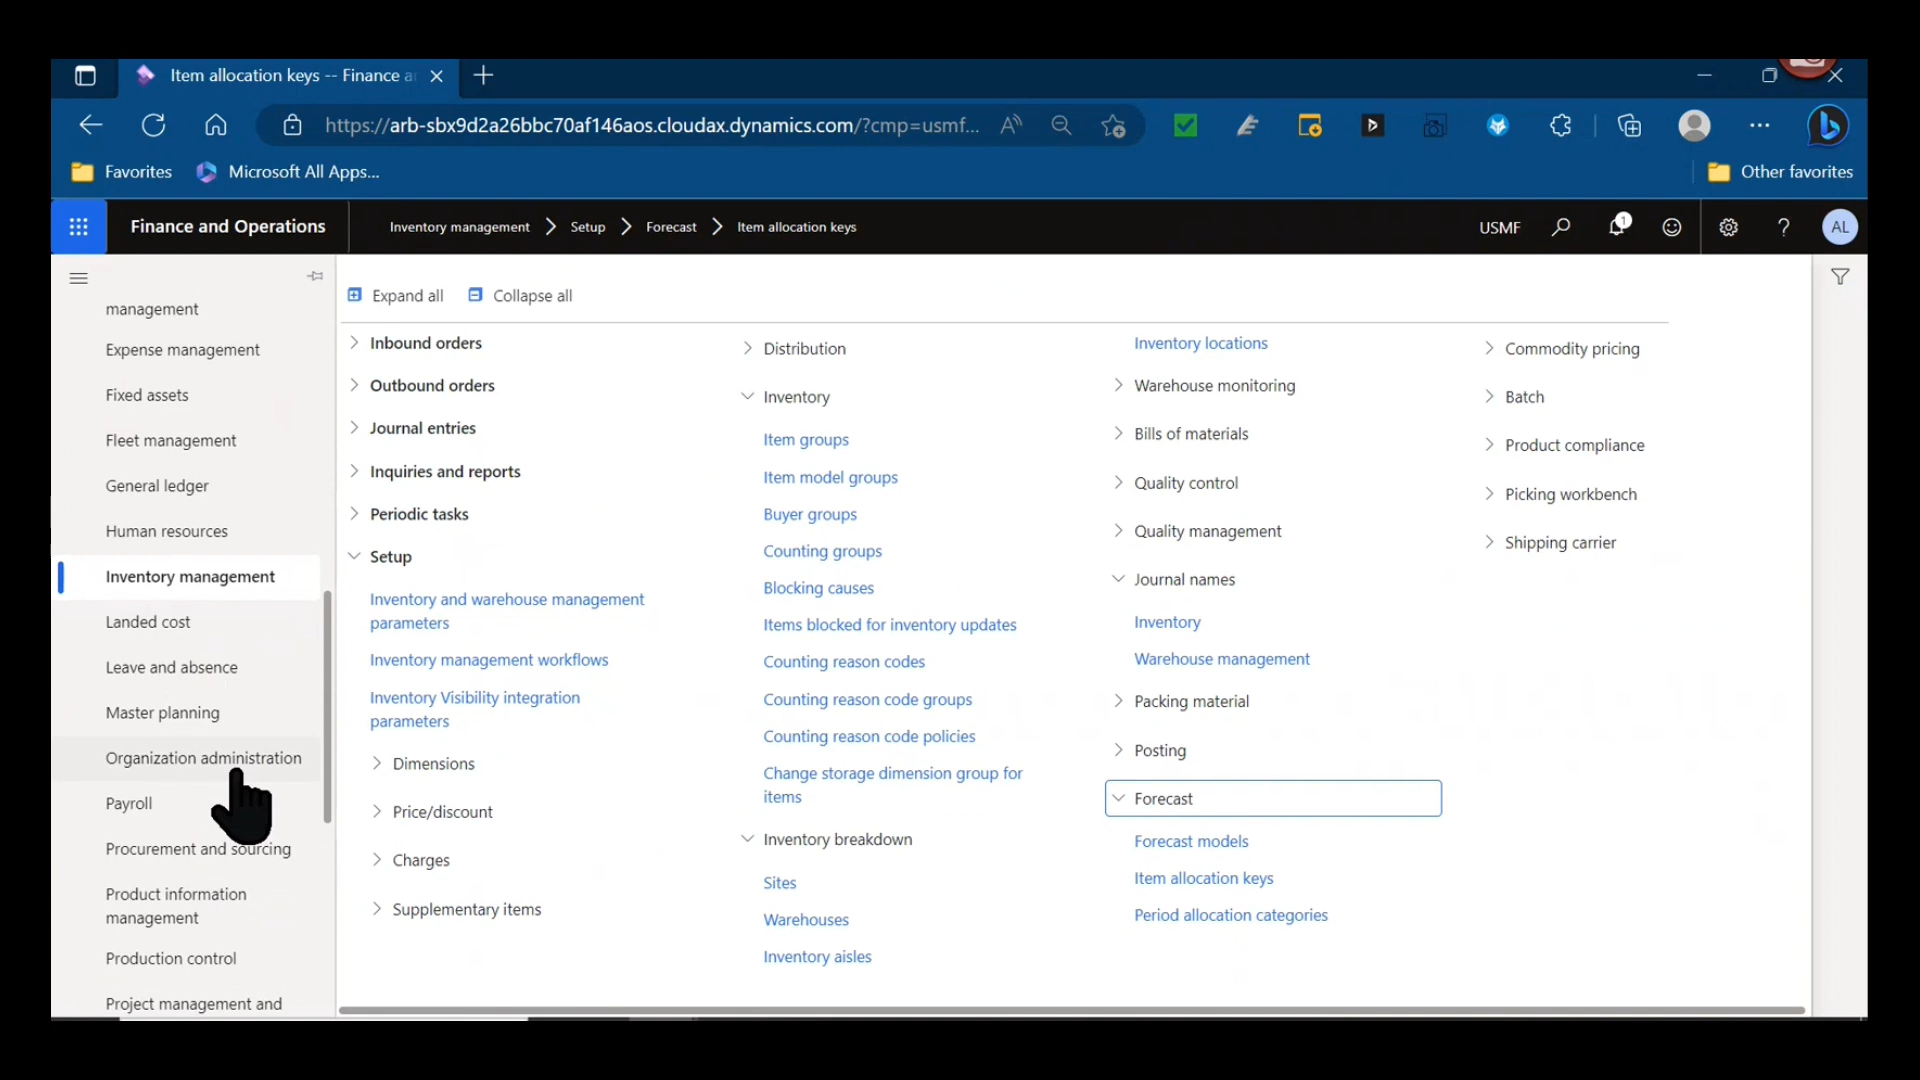 Item allocation keys -- Finance a
https://arb-sbx9d2a26bbc70af146aos.cloudax.dynamics.com/?cmp=usmf...
Favorites
Microsoft All Apps...
Other favorites
Finance and Operations
Inventory management
Setup
Forecast
Item allocation keys
USMF
1
?
AL
management
Expense management
Fixed assets
Fleet management
General ledger
Human resources
Inventory management
Landed cost
Leave and absence
Master planning
Organization administration
Payroll
Procurement and sourcing
Product information
management
Production control
Project management and
Expand all
Collapse all
Inbound orders
Outbound orders
Journal entries
Inquiries and reports
Periodic tasks
Setup
Inventory and warehouse management
parameters
Inventory management workflows
Inventory Visibility integration
parameters
Dimensions
Price/discount
Charges
Supplementary items
Distribution
Inventory
Item groups
Item model groups
Buyer groups
Counting groups
Blocking causes
Items blocked for inventory updates
Counting reason codes
Counting reason code groups
Counting reason code policies
Change storage dimension group for
items
Inventory breakdown
Sites
Warehouses
Inventory aisles
Inventory locations
Warehouse monitoring
Bills of materials
Quality control
Quality management
Journal names
Inventory
Warehouse management
Packing material
Posting
Forecast
Forecast models
Item allocation keys
Period allocation categories
Commodity pricing
Batch
Product compliance
Picking workbench
Shipping carrier